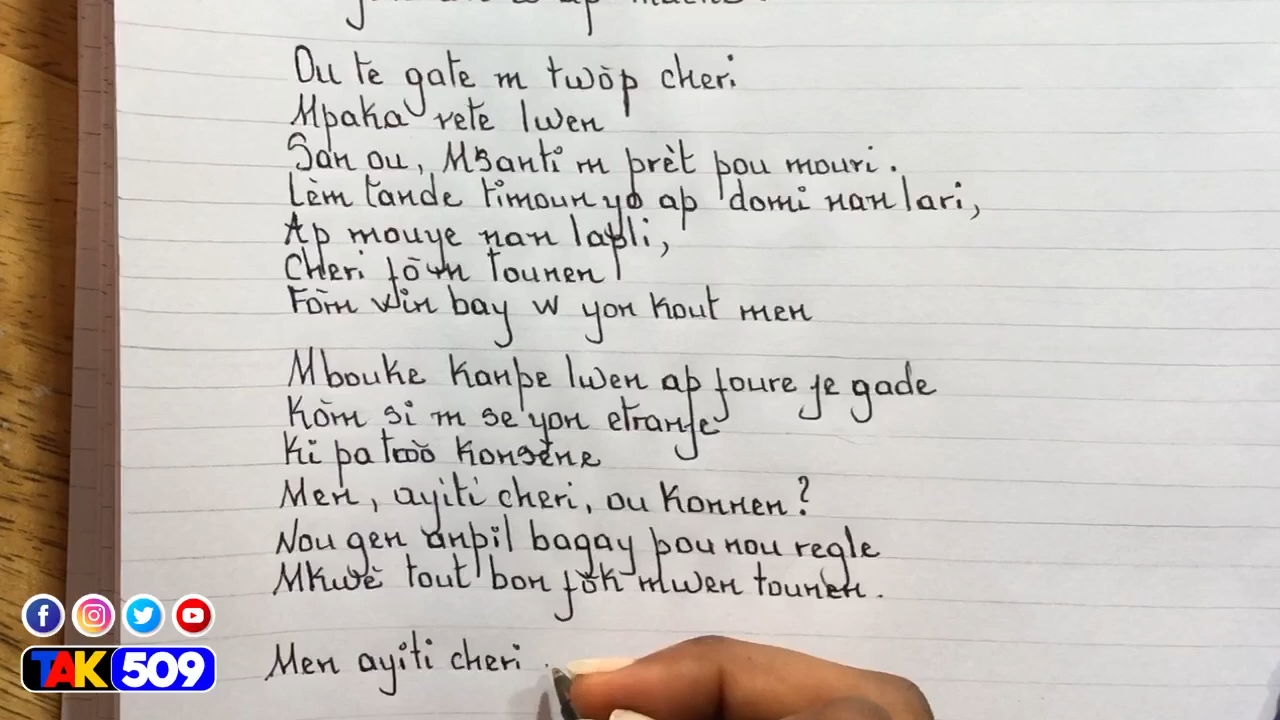 Ou te gate m twòp cheri
Mpaka rete lwen
San ou, Msanti m prèt pou mouri.
Lèm tande timoun yo ap domi nan lari,
Ap mouye nan lapli,
Cheri fòm tounen
Fòm vin bay w yon kout men
Mbouke kanpe lwen ap foure je gade
Kòm si m se yon etranje
Ki pa twò konsène
Men, ayiti cheri, ou konnen?
Nou gen anpil bagay pou nou regle
Mkwè tout bon fòk mwen tounen.
Men ayiti cheri
TAK 509